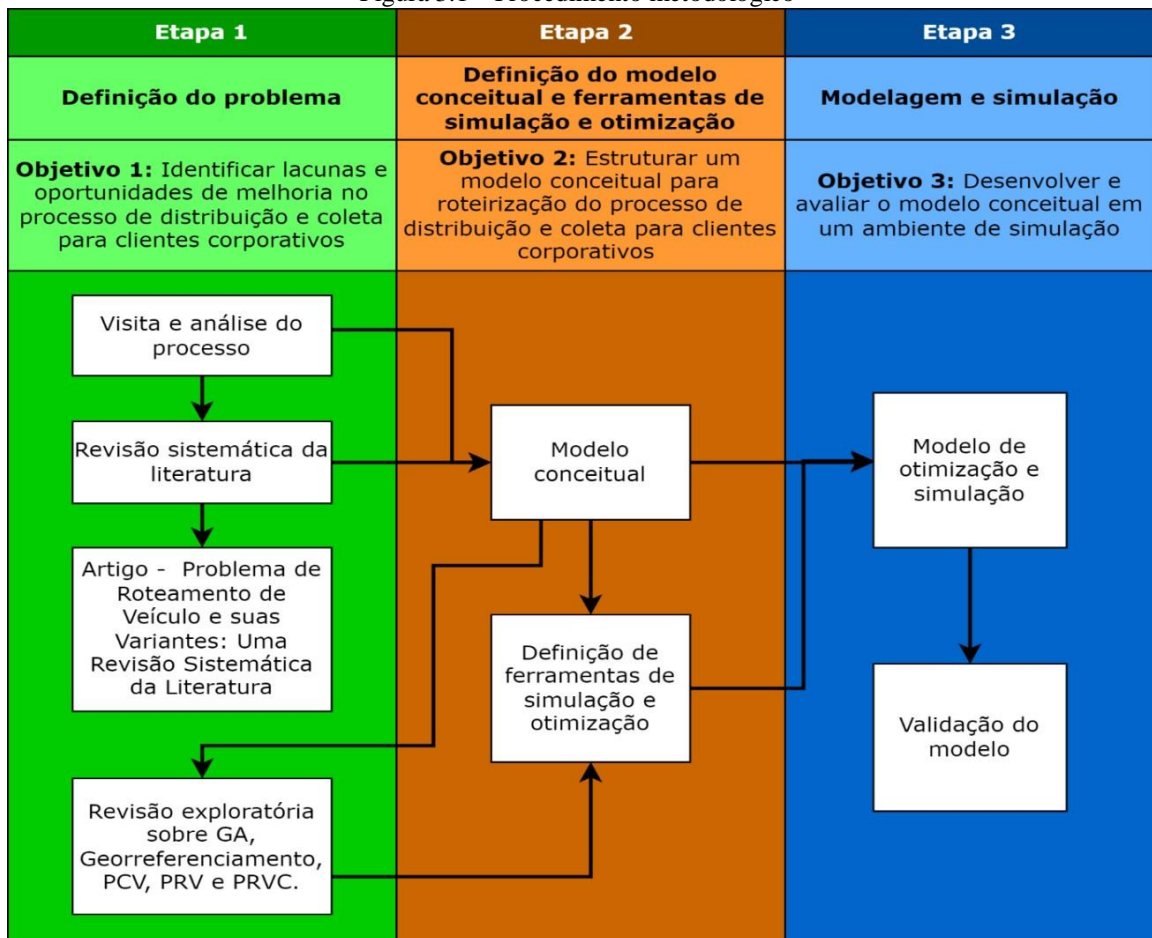 Figura 3.1 - Procedimento metodológico
Etapa 1
Etapa 2
Etapa 3
Definição do problema
Definição do modelo
conceitual e ferramentas de
simulação e otimização
Modelagem e simulação
Objetivo 1: Identificar lacunas e
oportunidades de melhoria no
processo de distribuição e coleta
para clientes corporativos
Objetivo 2: Estruturar um
modelo conceitual para
roteirização do processo de
distribuição e coleta para clientes
corporativos
Objetivo 3: Desenvolver e
avaliar o modelo conceitual em
um ambiente de simulação
Visita e análise do
processo
Revisão sistemática da
literatura
Artigo - Problema de
Roteamento de
Veículo e suas
Variantes: Uma
Revisão Sistemática
da Literatura
Revisão exploratória
sobre GA,
Georreferenciamento,
PCV, PRV e PRVC.
Modelo
conceitual
Definição de
ferramentas de
simulação e
otimização
Modelo de
otimização e
simulação
Validação do
modelo